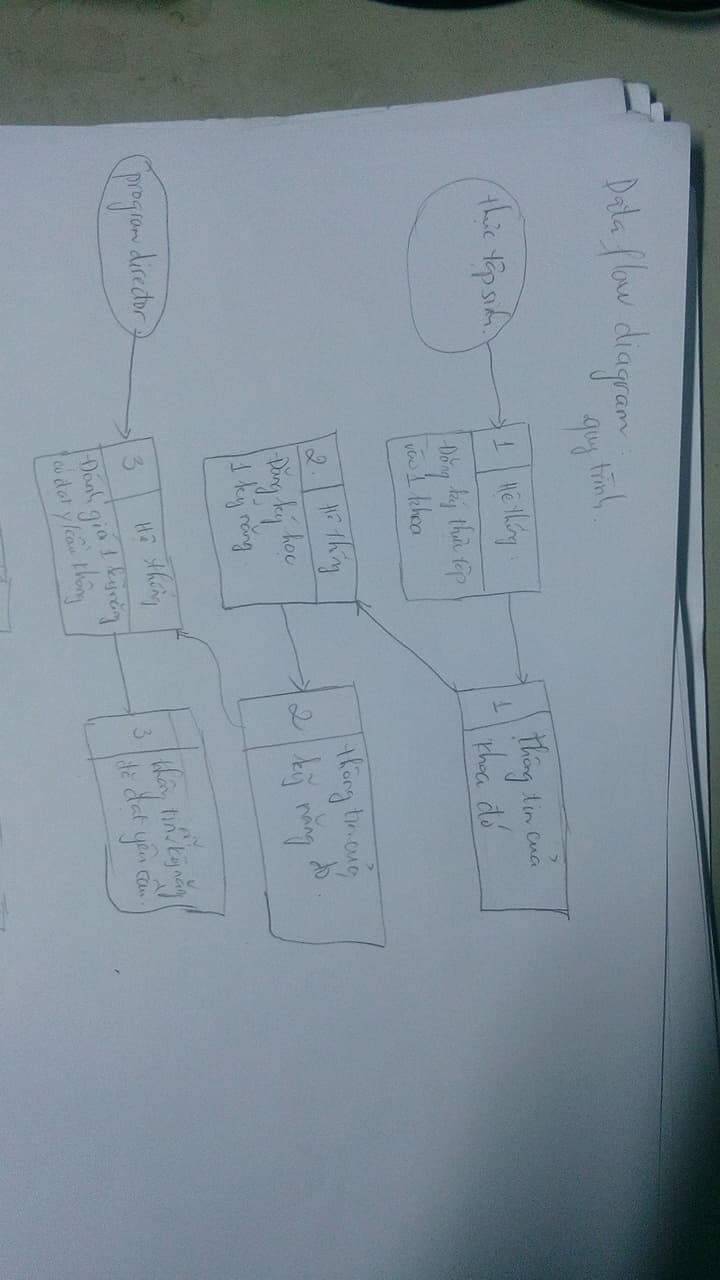 Data flow diagram:
quy trình.
thực tập sinh.
1
Hệ thống:
-Đăng ký thực tập
vào 1 khoa
1
thông tin của
khoa đó
2.
Hệ thống
-Đăng ký học
1 kỹ năng
2
thông tin của
kỹ năng đó.
program director.
3
Hệ thống
-Đánh giá 1 kỹ năng
có đạt y/cầu không
3
thông tin kỹ năng
đã đạt yêu cầu.